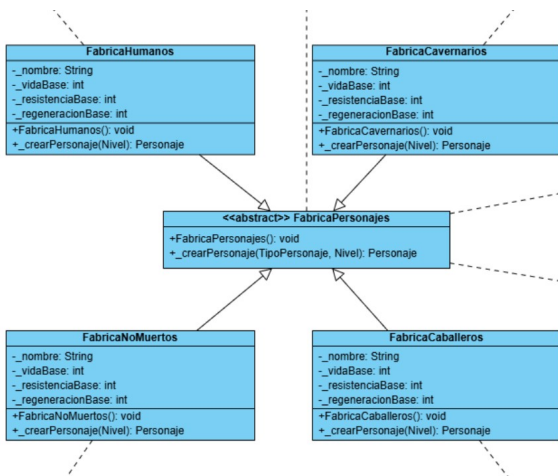 FabricaHumanos
-_nombre: String
-_vidaBase: int
-_resistenciaBase: int
-_regeneracionBase: int
+FabricaHumanos(): void
+_crearPersonaje(Nivel): Personaje
FabricaCavernarios
-_nombre: String
-_vidaBase: int
-_resistenciaBase: int
-_regeneracionBase: int
+FabricaCavernarios(): void
+_crearPersonaje(Nivel): Personaje
<<abstract>> FabricaPersonajes
+FabricaPersonajes(): void
+_crearPersonaje(TipoPersonaje, Nivel): Personaje
FabricaNoMuertos
-_nombre: String
-_vidaBase: int
-_resistenciaBase: int
-_regeneracionBase: int
+FabricaNoMuertos(): void
+_crearPersonaje(Nivel): Personaje
FabricaCaballeros
-_nombre: String
-_vidaBase: int
-_resistenciaBase: int
-_regeneracionBase: int
+FabricaCaballeros(): void
+_crearPersonaje(Nivel): Personaje